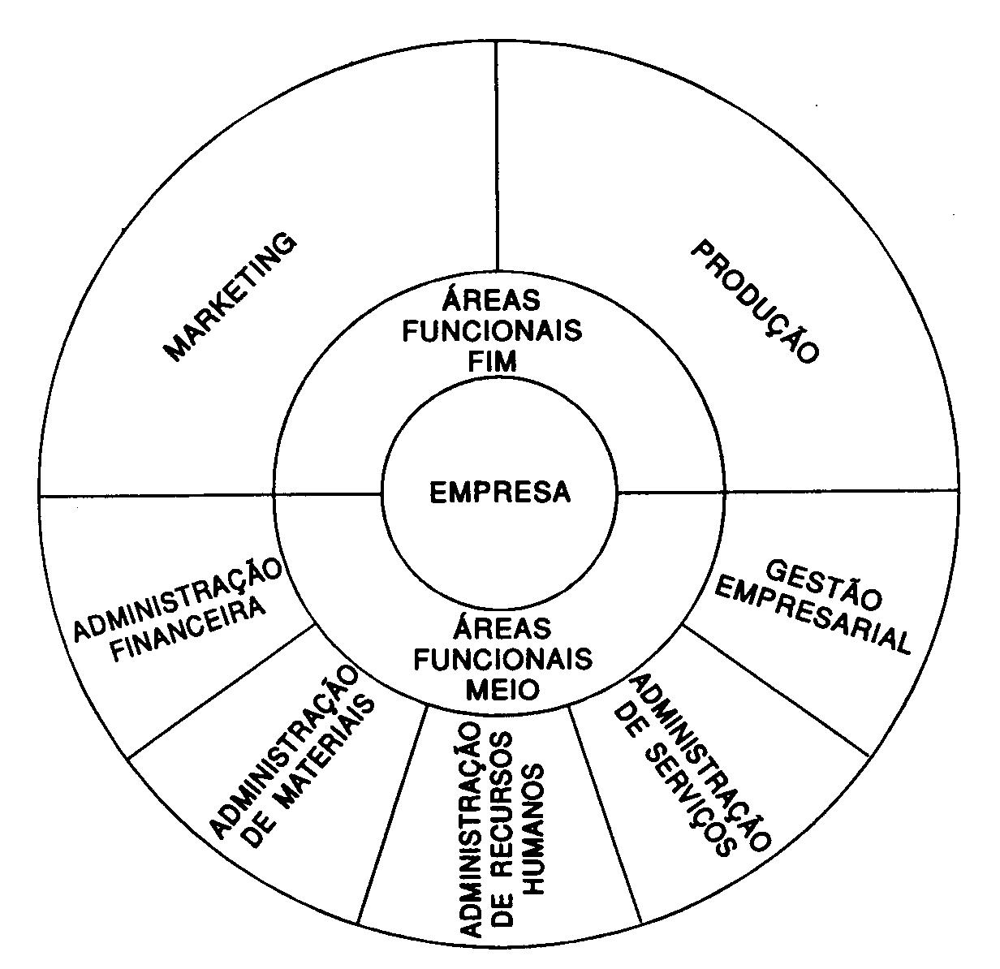 MARKETING
PRODUÇÃO
ÁREAS
FUNCIONAIS
FIM
EMPRESA
ÁREAS
FUNCIONAIS
MEIO
ADMINISTRAÇÃO
FINANCEIRA
ADMINISTRAÇÃO
DE MATERIAIS
ADMINISTRAÇÃO
DE RECURSOS
HUMANOS
ADMINISTRAÇÃO
DE SERVIÇOS
GESTÃO
EMPRESARIAL